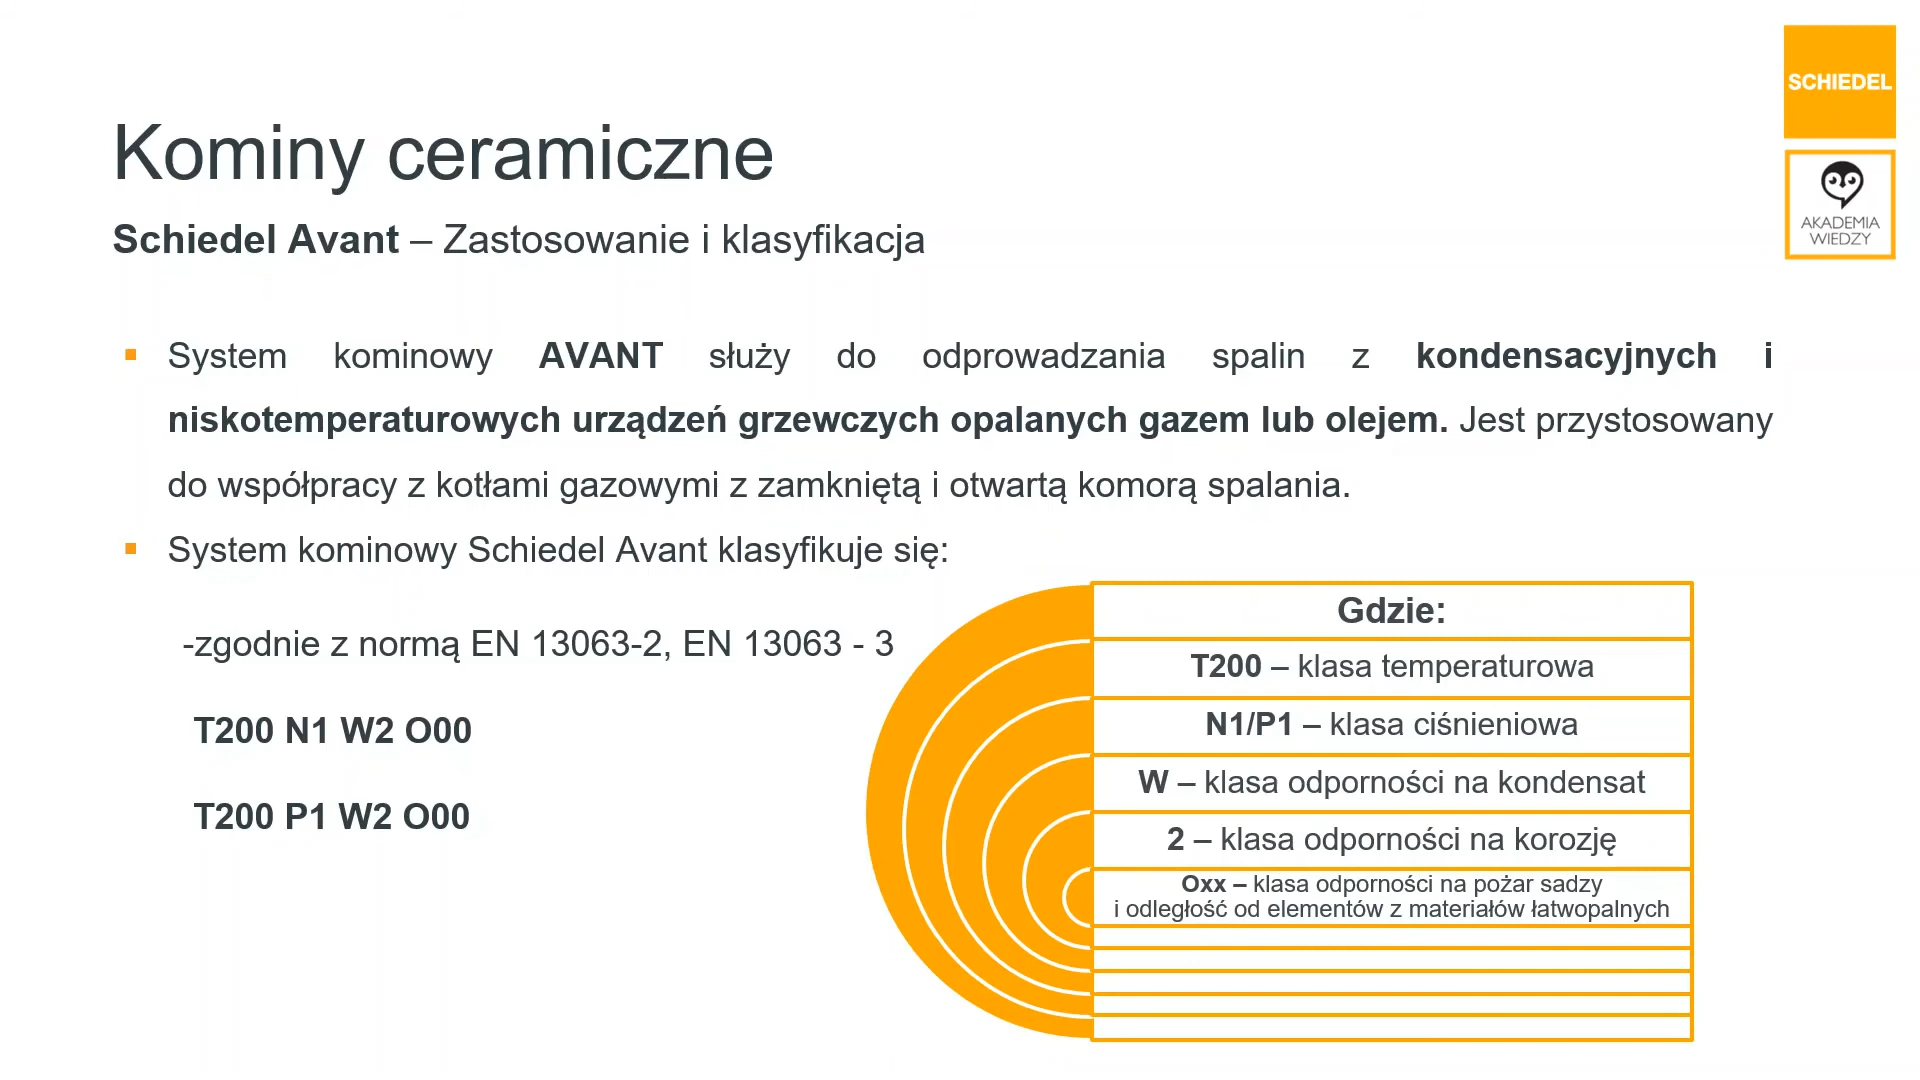 SCHIEDEL
AKADEMIA
WIEDZY
Kominy ceramiczne
Schiedel Avant – Zastosowanie i klasyfikacja
System kominowy AVANT służy do odprowadzania spalin z kondensacyjnych i
niskotemperaturowych urządzeń grzewczych opalanych gazem lub olejem. Jest przystosowany
do współpracy z kotłami gazowymi z zamkniętą i otwartą komorą spalania.
System kominowy Schiedel Avant klasyfikuje się:
-zgodnie z normą EN 13063-2, EN 13063 - 3
T200 N1 W2 O00
T200 P1 W2 O00
Gdzie:
T200 – klasa temperaturowa
N1/P1 – klasa ciśnieniowa
W – klasa odporności na kondensat
2 – klasa odporności na korozję
Oxx – klasa odporności na pożar sadzy
i odległość od elementów z materiałów łatwopalnych